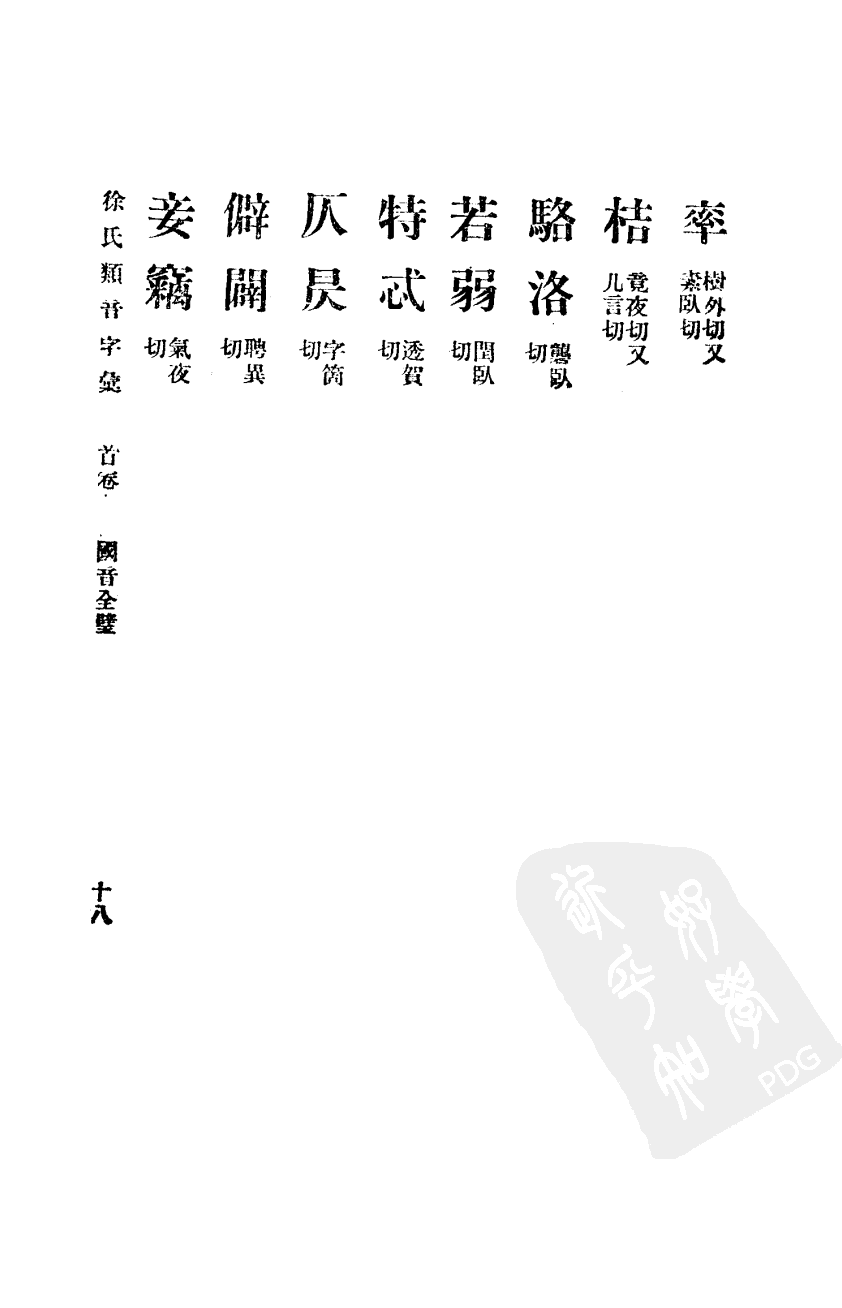 率 樹外切又素臥切
桔 竟夜切又几言切
駱洛 龓臥切
若弱 閏臥切
特忒 透賀切
仄昃 字箇切
僻闢 聘異切
妾竊 氣夜切
徐氏類音字彙 首卷 國音全璧
十八
PDG